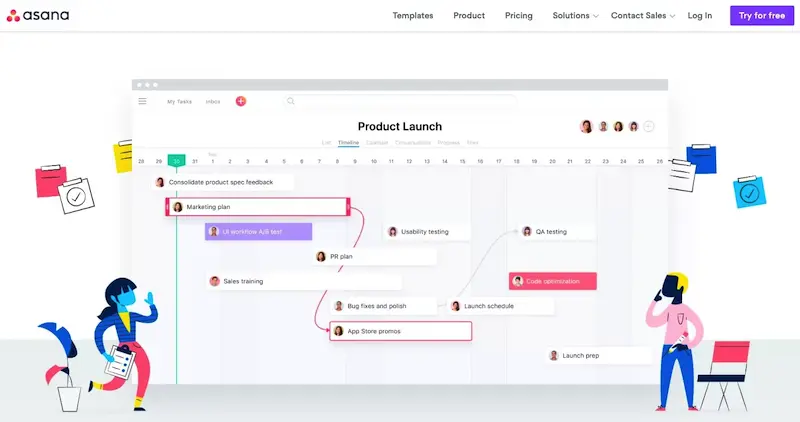 asana
Templates Product Pricing Solutions Contact Sales Log In Try for free
My Tasks Inbox
Product Launch
List Timeline Calendar Conversations Progress Files
28 29 30 31 1 2 3 4 5 6 7 8 9 10 11 12 13 14 15 16 17 18 19 20 21 22 23 24 25 26
Consolidate product spec feedback
Marketing plan
UI workflow A/B test
Usability testing
QA testing
PR plan
Sales training
Code optimization
Bug fixes and polish
Launch schedule
App Store promos
Launch prep